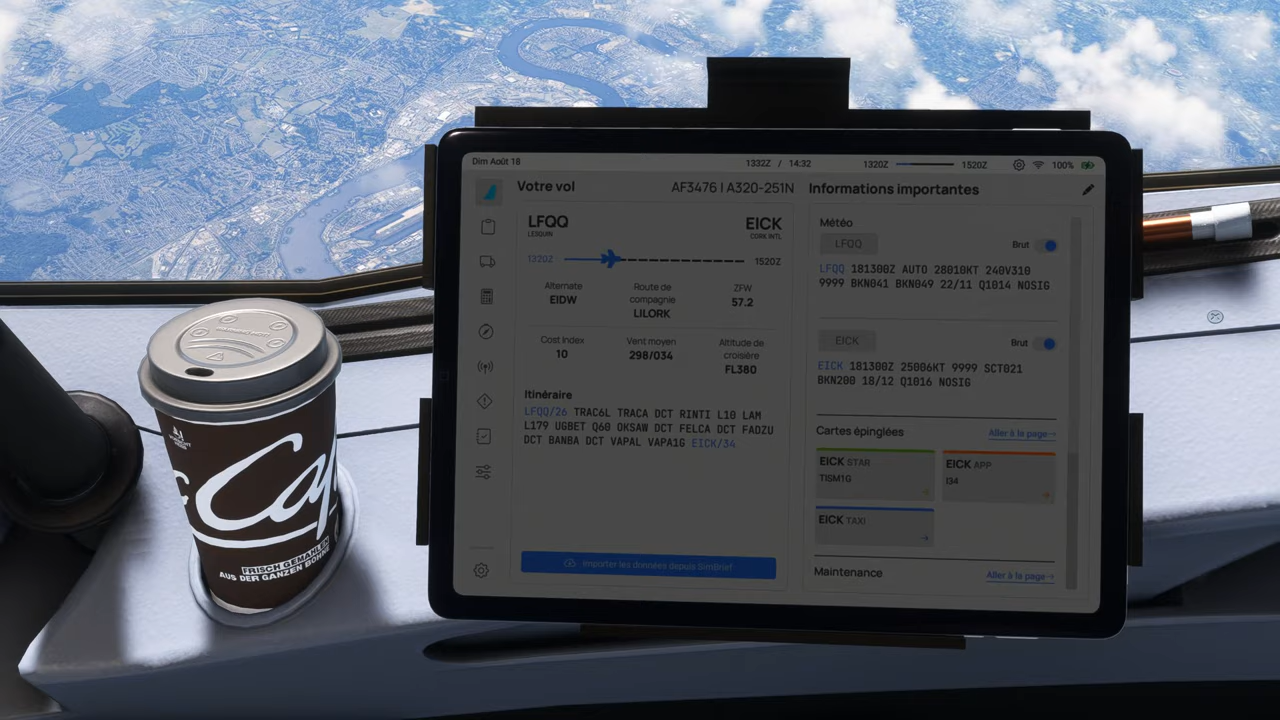 Dim Août 18
1332Z / 14:32
1320Z
1520Z
100%
Votre vol
AF3476 | A320-251N
LFQQ
LESQUIN
EICK
CORK INTL
1320Z
1520Z
Alternate
EIDW
Route de
compagnie
LILORK
ZFW
57.2
Cost Index
10
Vent moyen
298/034
Altitude de
croisière
FL380
Itinéraire
LFQQ/26 TRAC6L TRACA DCT RINTI L10 LAM
L179 UGBET Q60 OKSAW DCT FELCA DCT FADZU
DCT BANBA DCT VAPAL VAPA1G EICK/34
Importer les données depuis SimBrief
Informations importantes
Météo
LFQQ
Brut
LFQQ 181300Z AUTO 28010KT 240V310
9999 BKN041 BKN049 22/11 Q1014 NOSIG
EICK
Brut
EICK 181300Z 25006KT 9999 SCT021
BKN200 18/12 Q1016 NOSIG
Cartes épinglées
Aller à la page
EICK STAR
TISM1G
EICK APP
I34
EICK TAXI
Maintenance
Aller à la page
Café
FRISCH GEMAHLEN
AUS DER GANZEN BOHNE